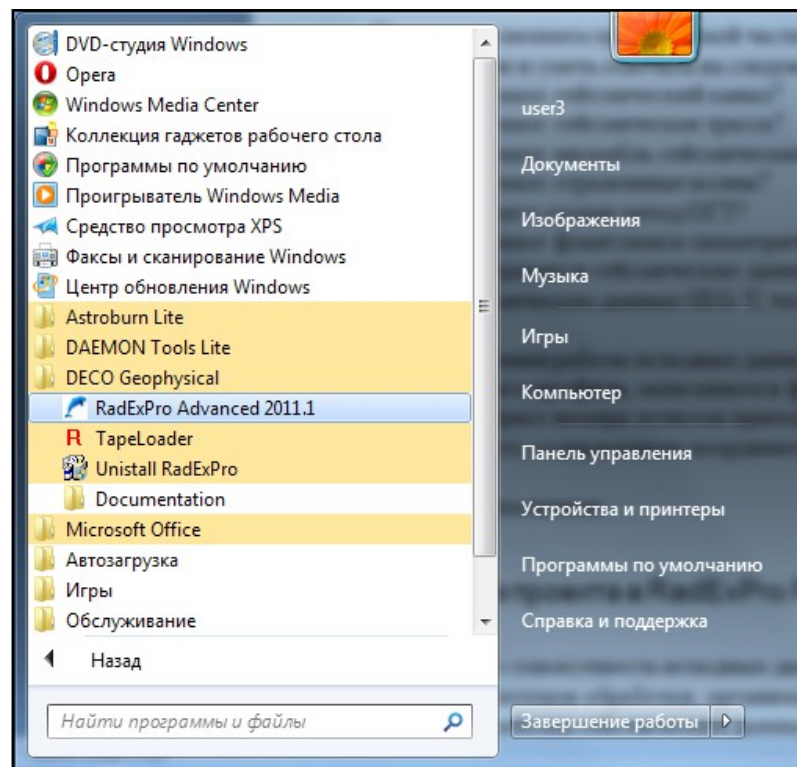 DVD-студия Windows
Opera
Windows Media Center
Коллекция гаджетов рабочего стола
Программы по умолчанию
Проигрыватель Windows Media
Средство просмотра XPS
Факсы и сканирование Windows
Центр обновления Windows
Astroburn Lite
DAEMON Tools Lite
DECO Geophysical
RadExPro Advanced 2011.1
R TapeLoader
Unistall RadExPro
Documentation
Microsoft Office
Автозагрузка
Игры
Обслуживание
Назад
Найти программы и файлы
user3
Документы
Изображения
Музыка
Игры
Компьютер
Панель управления
Устройства и принтеры
Программы по умолчанию
Справка и поддержка
Завершение работы
проекта в RadExPro